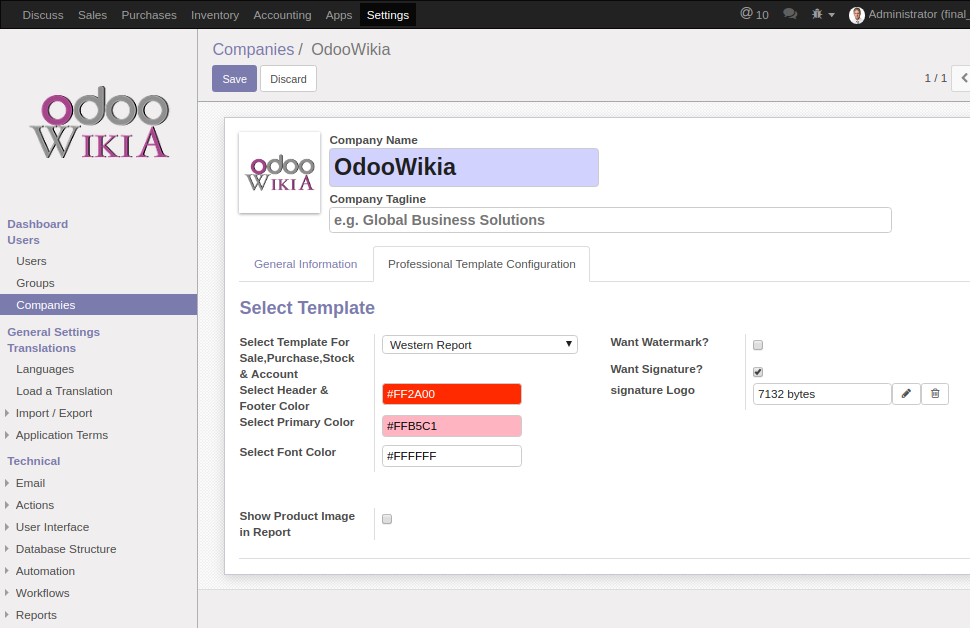 Discuss Sales Purchases Inventory Accounting Apps Settings @ 10 Administrator (final_
odoo
WIKIA
Dashboard
Users
Users
Groups
Companies
General Settings
Translations
Languages
Load a Translation
Import / Export
Application Terms
Technical
Email
Actions
User Interface
Database Structure
Automation
Workflows
Reports
Companies / OdooWikia
Save Discard 1 / 1
odoo
WIKIA
Company Name
OdooWikia
Company Tagline
e.g. Global Business Solutions
General Information Professional Template Configuration
Select Template
Select Template For
Sale,Purchase,Stock
& Account
Western Report
Select Header &
Footer Color
#FF2A00
Select Primary Color
#FFB5C1
Select Font Color
#FFFFFF
Want Watermark?
Want Signature?
signature Logo
7132 bytes
Show Product Image
in Report